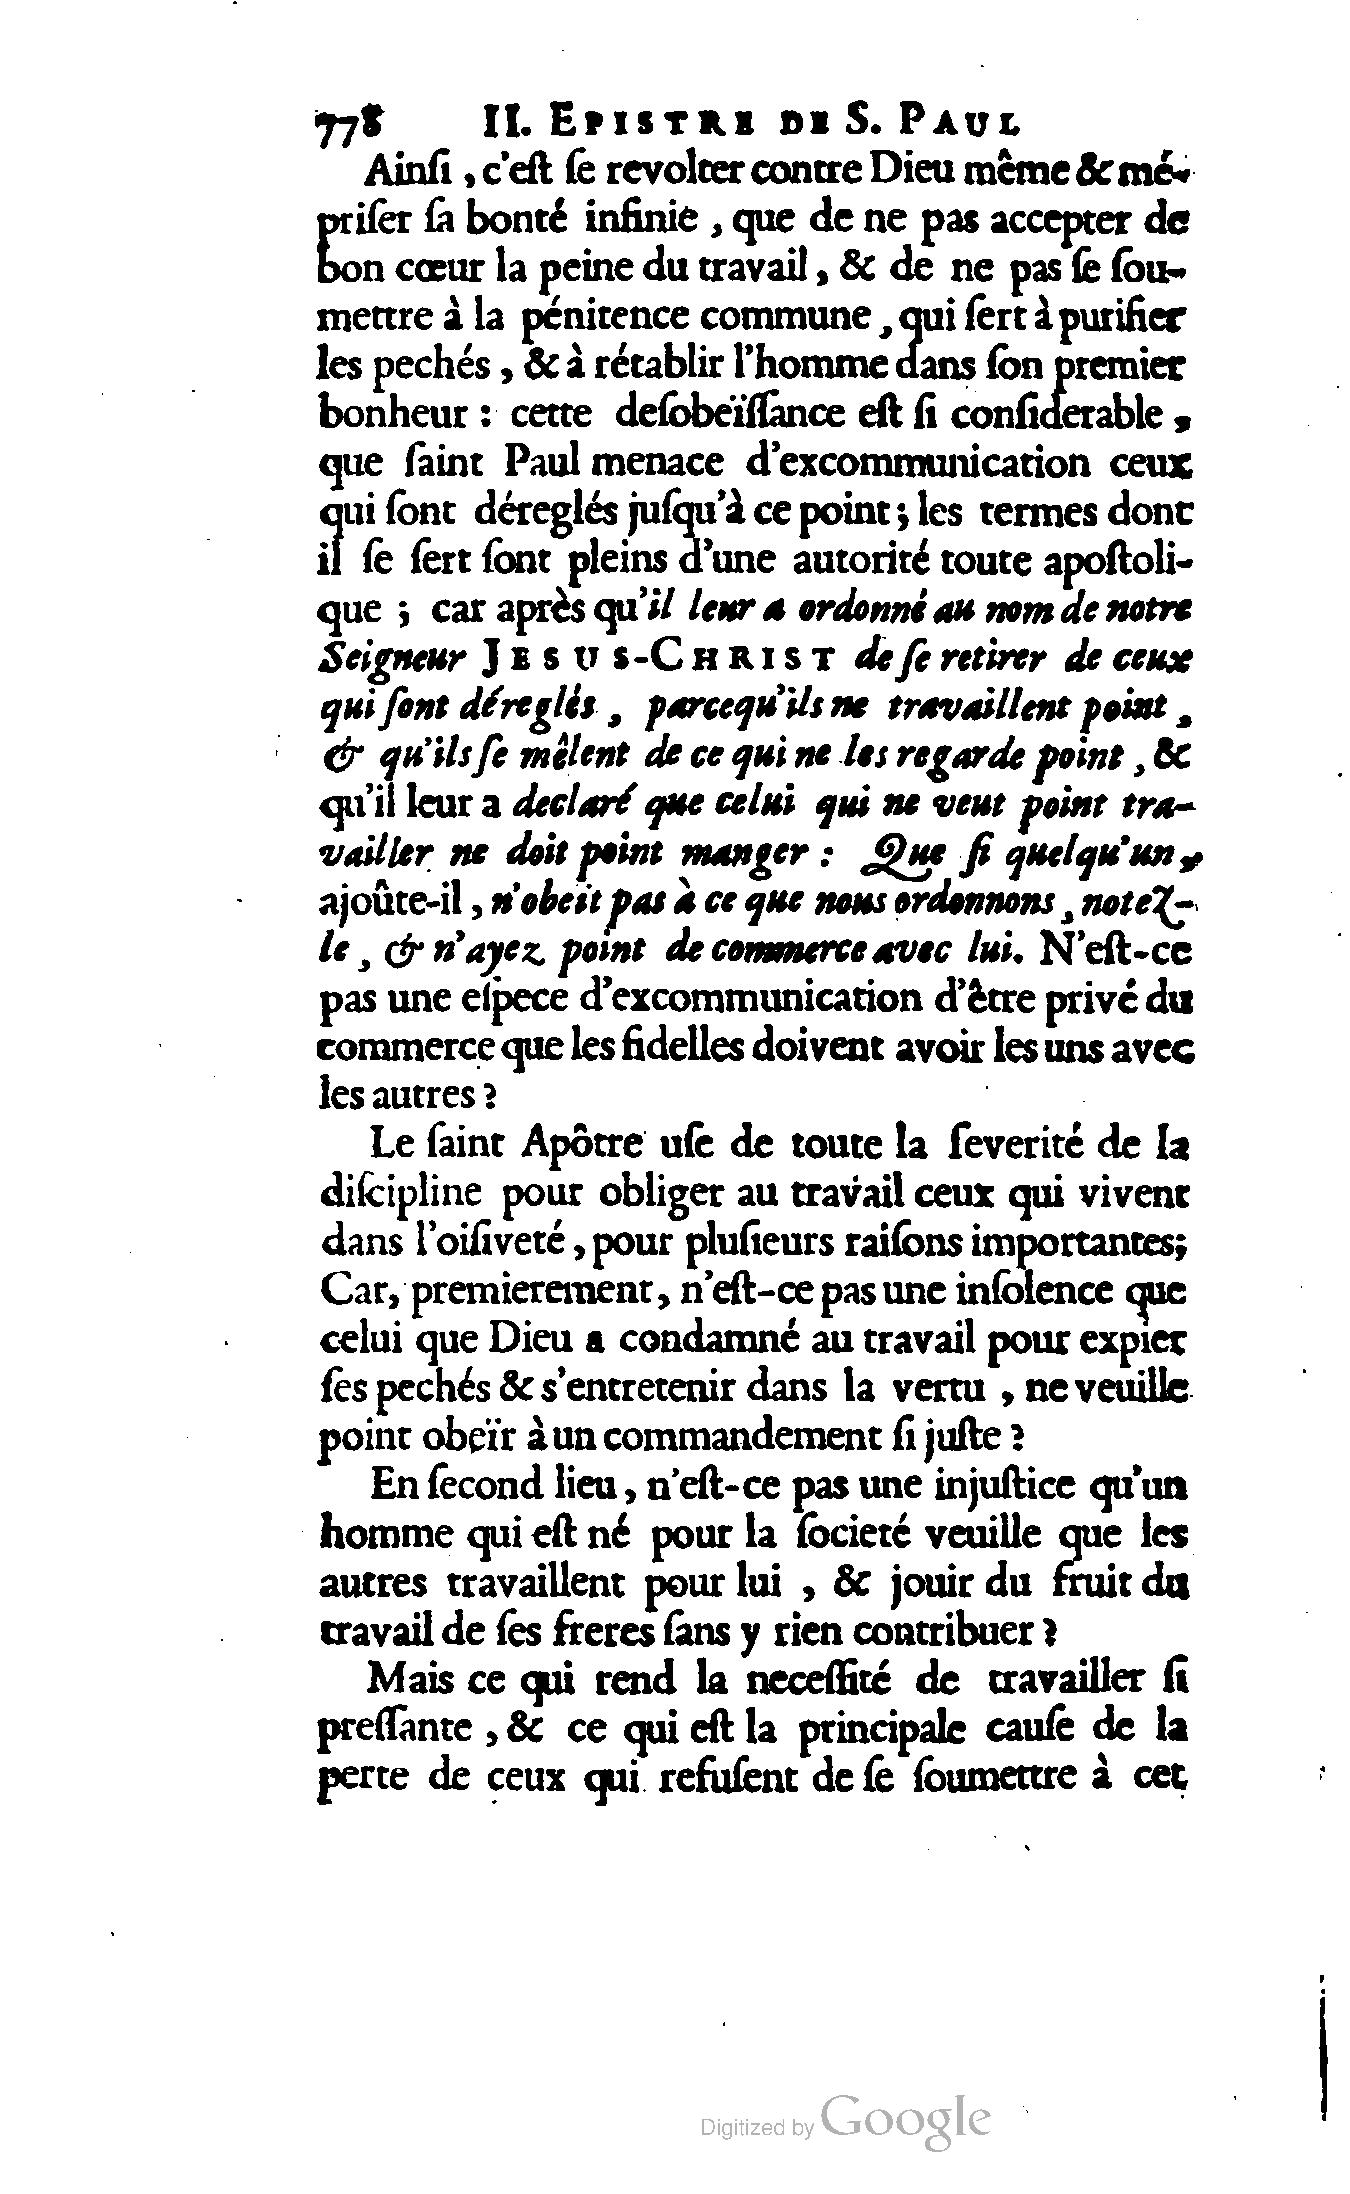 778 II. EPISTRE DE S. PAUL
Ainſi, c'eſt ſe revolter contre Dieu même & mé-
priſer ſa bonté infinie, que de ne pas accepter de
bon cœur la peine du travail, & de ne pas ſe ſou-
mettre à la pénitence commune, qui ſert à purifier
les pechés, & à rétablir l'homme dans ſon premier
bonheur : cette deſobeïſſance eſt ſi conſiderable,
que ſaint Paul menace d'excommunication ceux
qui ſont déreglés juſqu'à ce point; les termes dont
il ſe ſert ſont pleins d'une autorité toute apoſtoli-
que ; car après qu'il leur a ordonné au nom de notre
Seigneur JESUS-CHRIST de ſe retirer de ceux
qui ſont déreglés, parcequ'ils ne travaillent point,
& qu'ils ſe mêlent de ce qui ne les regarde point, &
qu'il leur a declaré que celui qui ne veut point tra-
vailler ne doit point manger : Que ſi quelqu'un,
ajoûte-il, n'obeït pas à ce que nous ordonnons, notez-
le, & n'ayez point de commerce avec lui. N'eſt-ce
pas une eſpece d'excommunication d'être privé du
commerce que les fidelles doivent avoir les uns avec
les autres ?
Le ſaint Apôtre uſe de toute la ſeverité de la
diſcipline pour obliger au travail ceux qui vivent
dans l'oiſiveté, pour pluſieurs raiſons importantes;
Car, premierement, n'eſt-ce pas une inſolence que
celui que Dieu a condamné au travail pour expier
ſes pechés & s'entretenir dans la vertu, ne veuille
point obeïr à un commandement ſi juſte ?
En ſecond lieu, n'eſt-ce pas une injuſtice qu'un
homme qui eſt né pour la ſocieté veuille que les
autres travaillent pour lui, & jouir du fruit du
travail de ſes freres ſans y rien contribuer ?
Mais ce qui rend la neceſſité de travailler ſi
preſſante, & ce qui eſt la principale cauſe de la
perte de ceux qui refuſent de ſe ſoumettre à cet
Digitized by Google